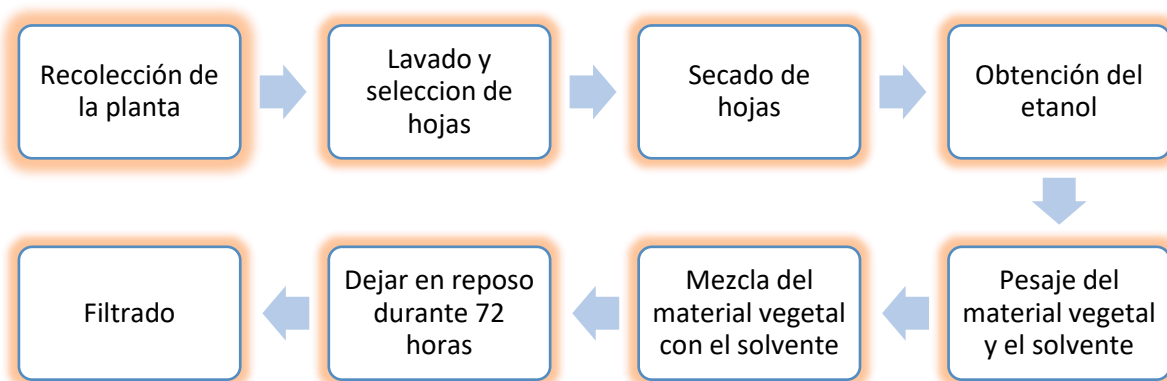 Recolección de
la planta
Lavado y
seleccion de
hojas
Secado de
hojas
Obtención del
etanol
Pesaje del
material vegetal
y el solvente
Mezcla del
material vegetal
con el solvente
Dejar en reposo
durante 72
horas
Filtrado